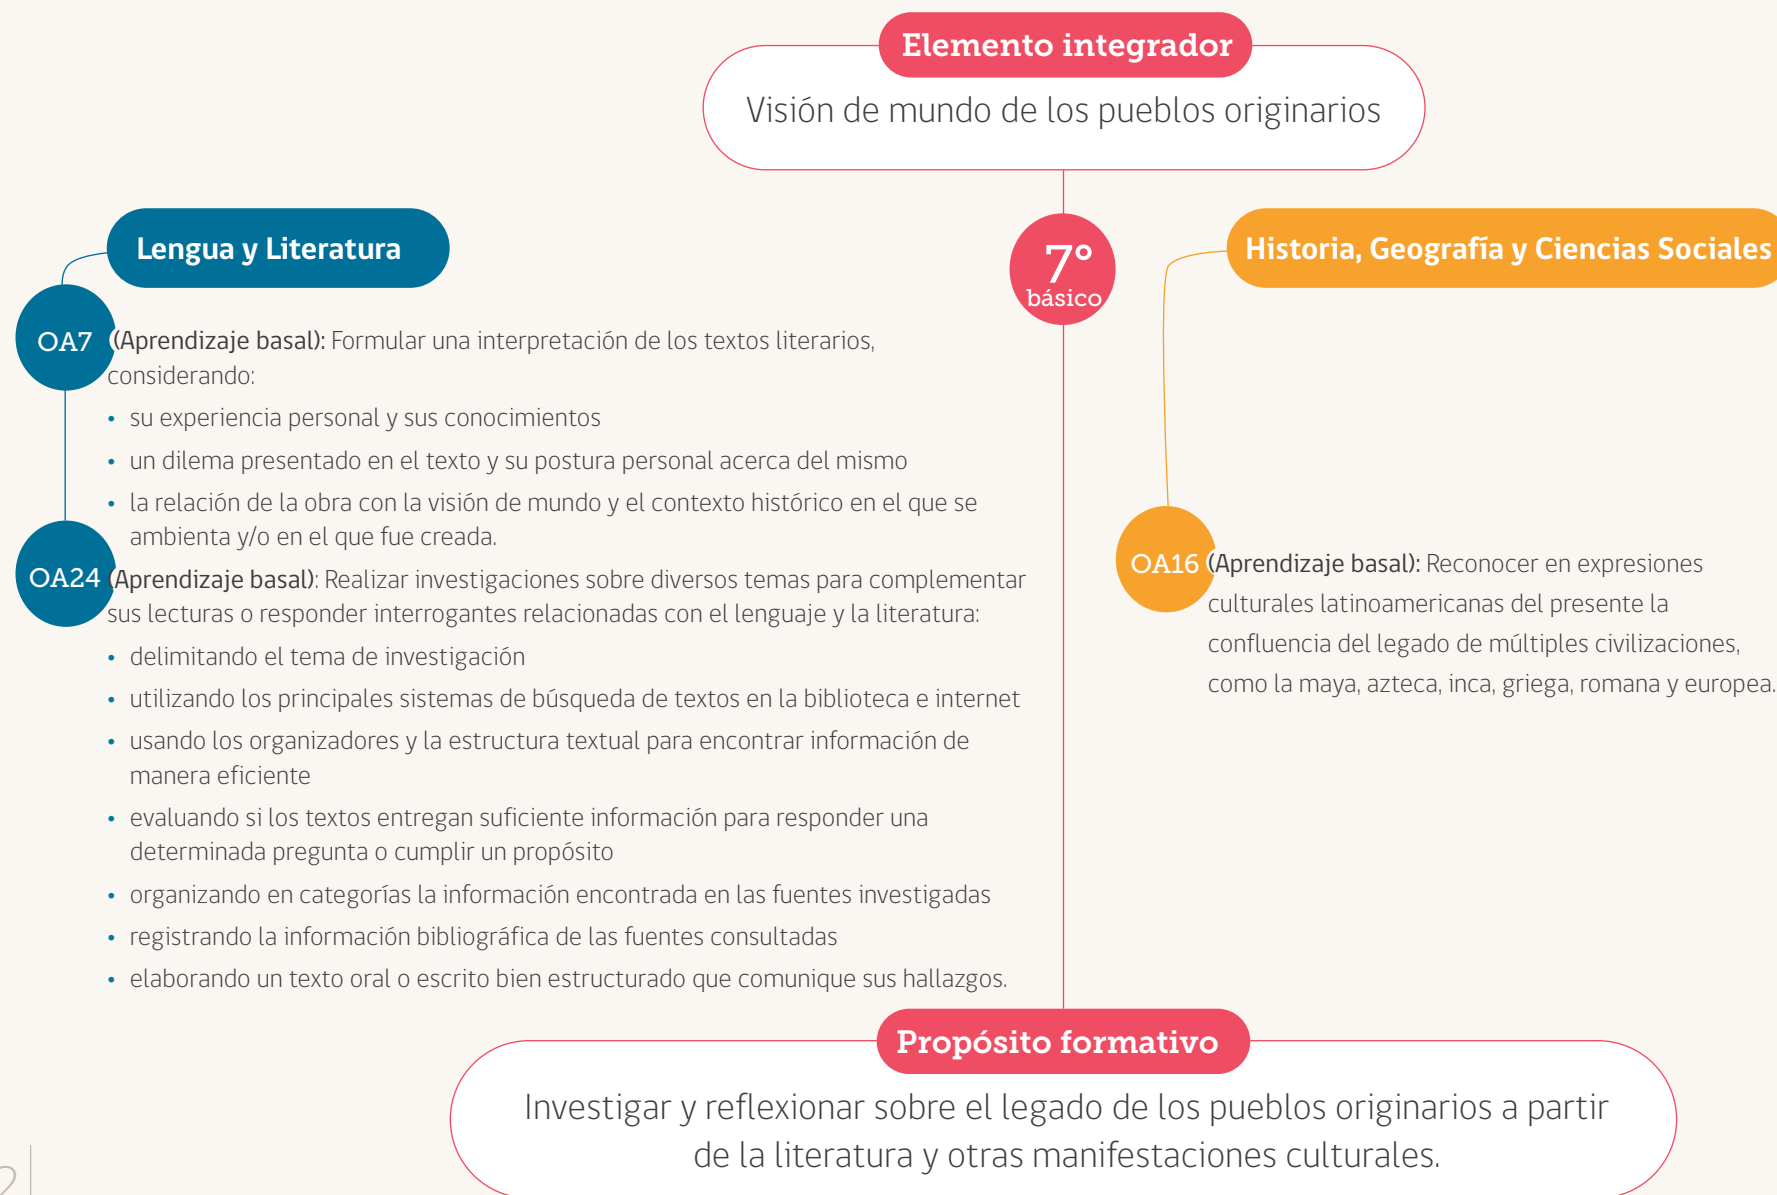 Elemento integrador
Visión de mundo de los pueblos originarios
7°
básico
Lengua y Literatura
OA7 (Aprendizaje basal): Formular una interpretación de los textos literarios,
considerando:
• su experiencia personal y sus conocimientos
• un dilema presentado en el texto y su postura personal acerca del mismo
• la relación de la obra con la visión de mundo y el contexto histórico en el que se
ambienta y/o en el que fue creada.
OA24 (Aprendizaje basal): Realizar investigaciones sobre diversos temas para complementar
sus lecturas o responder interrogantes relacionadas con el lenguaje y la literatura:
• delimitando el tema de investigación
• utilizando los principales sistemas de búsqueda de textos en la biblioteca e internet
• usando los organizadores y la estructura textual para encontrar información de
manera eficiente
• evaluando si los textos entregan suficiente información para responder una
determinada pregunta o cumplir un propósito
• organizando en categorías la información encontrada en las fuentes investigadas
• registrando la información bibliográfica de las fuentes consultadas
• elaborando un texto oral o escrito bien estructurado que comunique sus hallazgos.
Historia, Geografía y Ciencias Sociales
OA16 (Aprendizaje basal): Reconocer en expresiones
culturales latinoamericanas del presente la
confluencia del legado de múltiples civilizaciones,
como la maya, azteca, inca, griega, romana y europea.
Propósito formativo
Investigar y reflexionar sobre el legado de los pueblos originarios a partir
de la literatura y otras manifestaciones culturales.
2